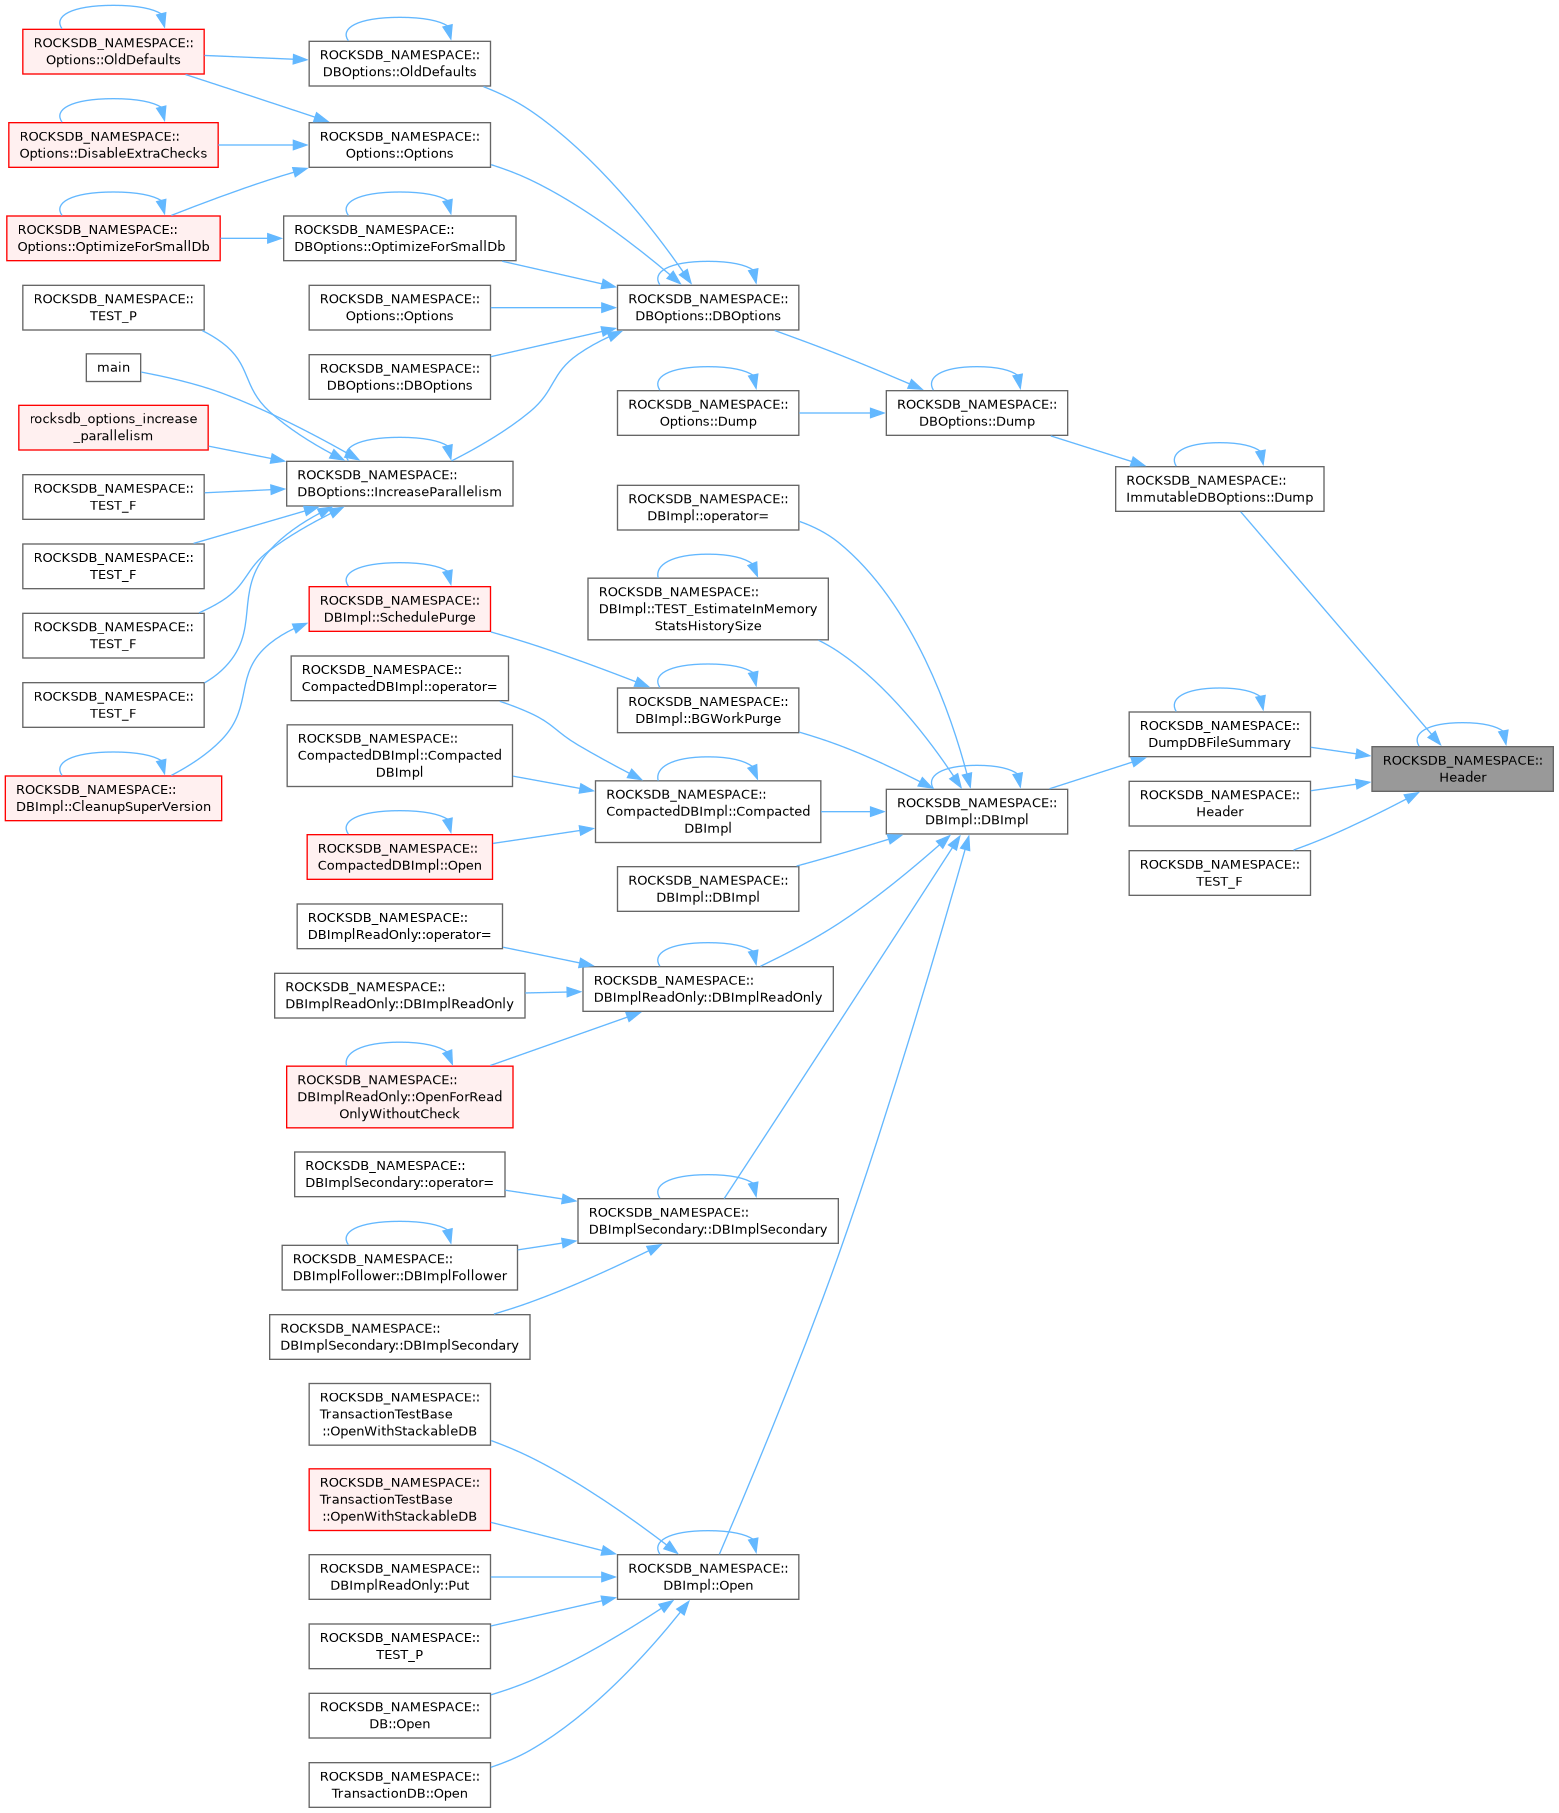 ROCKSDB_NAMESPACE::
Options::OldDefaults
ROCKSDB_NAMESPACE::
DBOptions::OldDefaults
ROCKSDB_NAMESPACE::
Options::DisableExtraChecks
ROCKSDB_NAMESPACE::
Options::Options
ROCKSDB_NAMESPACE::
Options::OptimizeForSmallDb
ROCKSDB_NAMESPACE::
DBOptions::OptimizeForSmallDb
ROCKSDB_NAMESPACE::
TEST_P
ROCKSDB_NAMESPACE::
Options::Options
ROCKSDB_NAMESPACE::
DBOptions::DBOptions
main
ROCKSDB_NAMESPACE::
DBOptions::DBOptions
ROCKSDB_NAMESPACE::
Options::Dump
ROCKSDB_NAMESPACE::
DBOptions::Dump
rocksdb_options_increase
_parallelism
ROCKSDB_NAMESPACE::
DBOptions::IncreaseParallelism
ROCKSDB_NAMESPACE::
ImmutableDBOptions::Dump
ROCKSDB_NAMESPACE::
TEST_F
ROCKSDB_NAMESPACE::
DBImpl::operator=
ROCKSDB_NAMESPACE::
TEST_F
ROCKSDB_NAMESPACE::
DBImpl::TEST_EstimateInMemory
StatsHistorySize
ROCKSDB_NAMESPACE::
DBImpl::SchedulePurge
ROCKSDB_NAMESPACE::
TEST_F
ROCKSDB_NAMESPACE::
CompactedDBImpl::operator=
ROCKSDB_NAMESPACE::
TEST_F
ROCKSDB_NAMESPACE::
DBImpl::BGWorkPurge
ROCKSDB_NAMESPACE::
DumpDBFileSummary
ROCKSDB_NAMESPACE::
CompactedDBImpl::Compacted
DBImpl
ROCKSDB_NAMESPACE::
Header
ROCKSDB_NAMESPACE::
DBImpl::CleanupSuperVersion
ROCKSDB_NAMESPACE::
CompactedDBImpl::Compacted
DBImpl
ROCKSDB_NAMESPACE::
DBImpl::DBImpl
ROCKSDB_NAMESPACE::
Header
ROCKSDB_NAMESPACE::
CompactedDBImpl::Open
ROCKSDB_NAMESPACE::
DBImpl::DBImpl
ROCKSDB_NAMESPACE::
TEST_F
ROCKSDB_NAMESPACE::
DBImplReadOnly::operator=
ROCKSDB_NAMESPACE::
DBImplReadOnly::DBImplReadOnly
ROCKSDB_NAMESPACE::
DBImplReadOnly::DBImplReadOnly
ROCKSDB_NAMESPACE::
DBImplReadOnly::OpenForRead
OnlyWithoutCheck
ROCKSDB_NAMESPACE::
DBImplSecondary::operator=
ROCKSDB_NAMESPACE::
DBImplSecondary::DBImplSecondary
ROCKSDB_NAMESPACE::
DBImplFollower::DBImplFollower
ROCKSDB_NAMESPACE::
DBImplSecondary::DBImplSecondary
ROCKSDB_NAMESPACE::
TransactionTestBase
::OpenWithStackableDB
ROCKSDB_NAMESPACE::
TransactionTestBase
::OpenWithStackableDB
ROCKSDB_NAMESPACE::
DBImplReadOnly::Put
ROCKSDB_NAMESPACE::
DBImpl::Open
ROCKSDB_NAMESPACE::
TEST_P
ROCKSDB_NAMESPACE::
DB::Open
ROCKSDB_NAMESPACE::
TransactionDB::Open